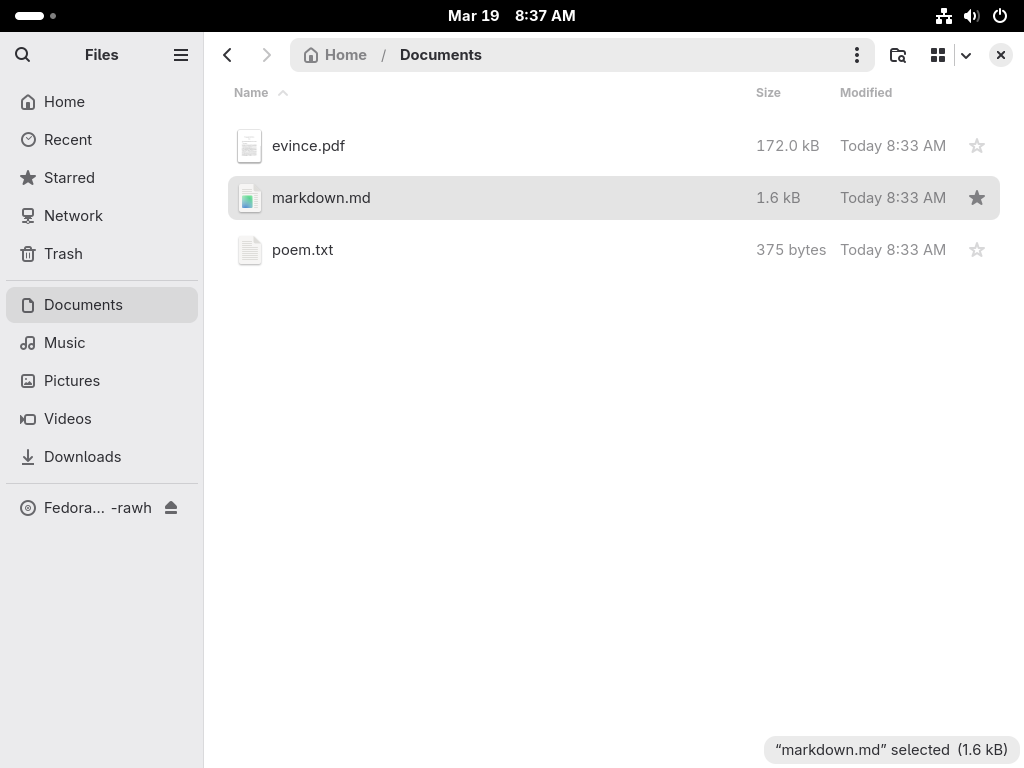 Mar 19 8:37 AM
Files
Home / Documents
Name Size Modified
Home
Recent
Starred
Network
Trash
Documents
Music
Pictures
Videos
Downloads
Fedora... -rawh
evince.pdf 172.0 kB Today 8:33 AM
markdown.md 1.6 kB Today 8:33 AM
poem.txt 375 bytes Today 8:33 AM
“markdown.md” selected (1.6 kB)